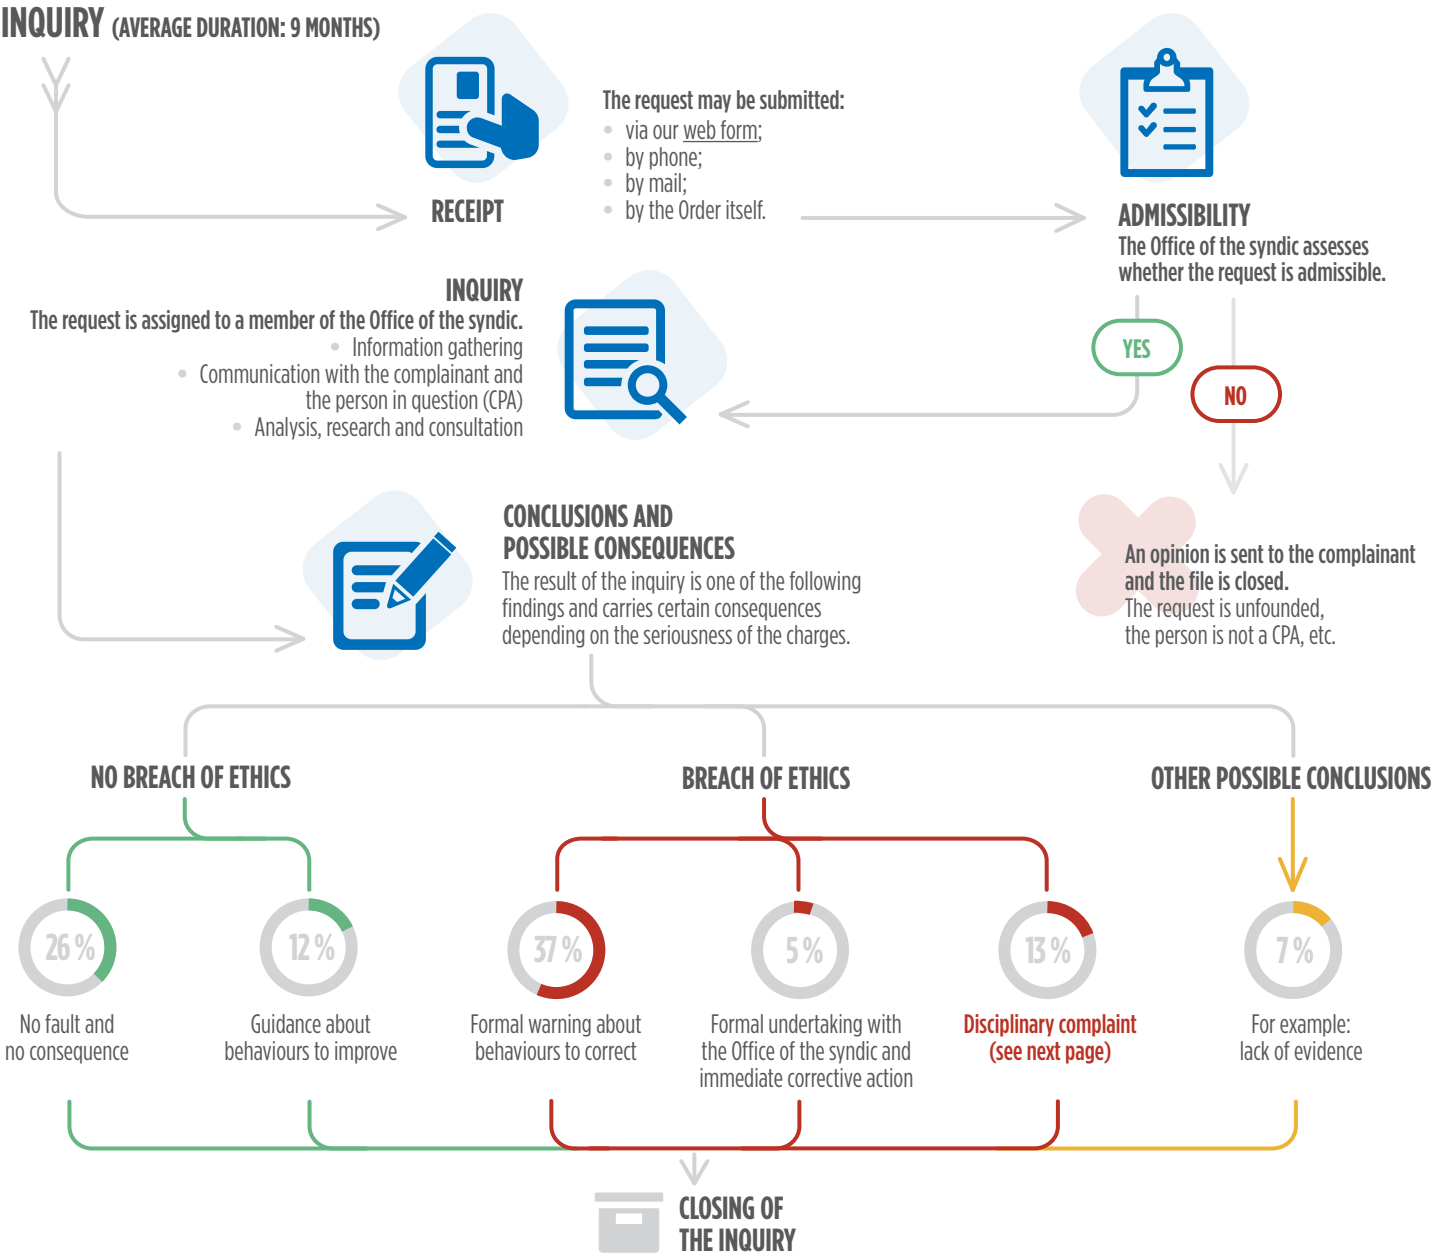 INQUIRY (AVERAGE DURATION: 9 MONTHS)
RECEIPT
The request may be submitted:
• via our web form;
• by phone;
• by mail;
• by the Order itself.
ADMISSIBILITY
The Office of the syndic assesses
whether the request is admissible.
YES
NO
INQUIRY
The request is assigned to a member of the Office of the syndic.
• Information gathering
• Communication with the complainant and
the person in question (CPA)
• Analysis, research and consultation
An opinion is sent to the complainant
and the file is closed.
The request is unfounded,
the person is not a CPA, etc.
CONCLUSIONS AND
POSSIBLE CONSEQUENCES
The result of the inquiry is one of the following
findings and carries certain consequences
depending on the seriousness of the charges.
NO BREACH OF ETHICS
BREACH OF ETHICS
OTHER POSSIBLE CONCLUSIONS
26 %
No fault and
no consequence
12 %
Guidance about
behaviours to improve
37 %
Formal warning about
behaviours to correct
5 %
Formal undertaking with
the Office of the syndic and
immediate corrective action
13 %
Disciplinary complaint
(see next page)
7 %
For example:
lack of evidence
CLOSING OF
THE INQUIRY